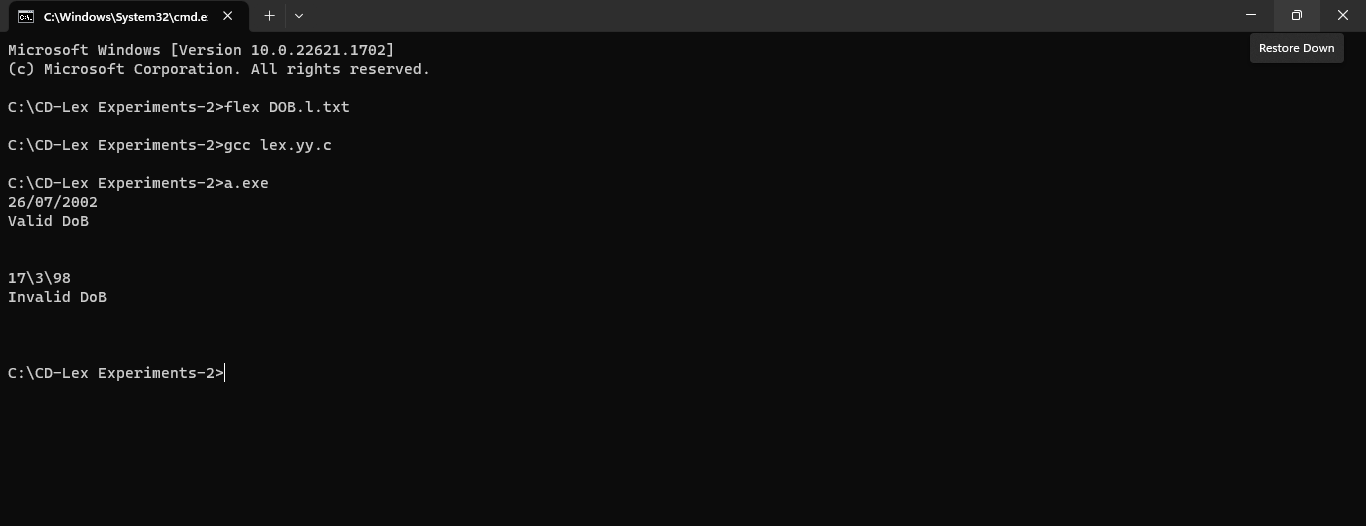 C:\Windows\System32\cmd.e
Restore Down
Microsoft Windows [Version 10.0.22621.1702]
(c) Microsoft Corporation. All rights reserved.
C:\CD-Lex Experiments-2>flex DOB.l.txt
C:\CD-Lex Experiments-2>gcc lex.yy.c
C:\CD-Lex Experiments-2>a.exe
26/07/2002
Valid DoB
17\3\98
Invalid DoB
C:\CD-Lex Experiments-2>